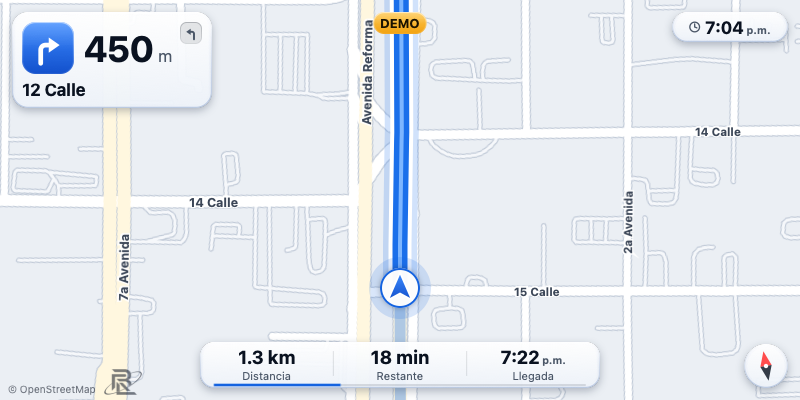 DEMO
450 m
12 Calle
7:04 p.m.
Avenida Reforma
14 Calle
14 Calle
2a Avenida
7a Avenida
15 Calle
1.3 km
Distancia
18 min
Restante
7:22 p.m.
Llegada
© OpenStreetMap